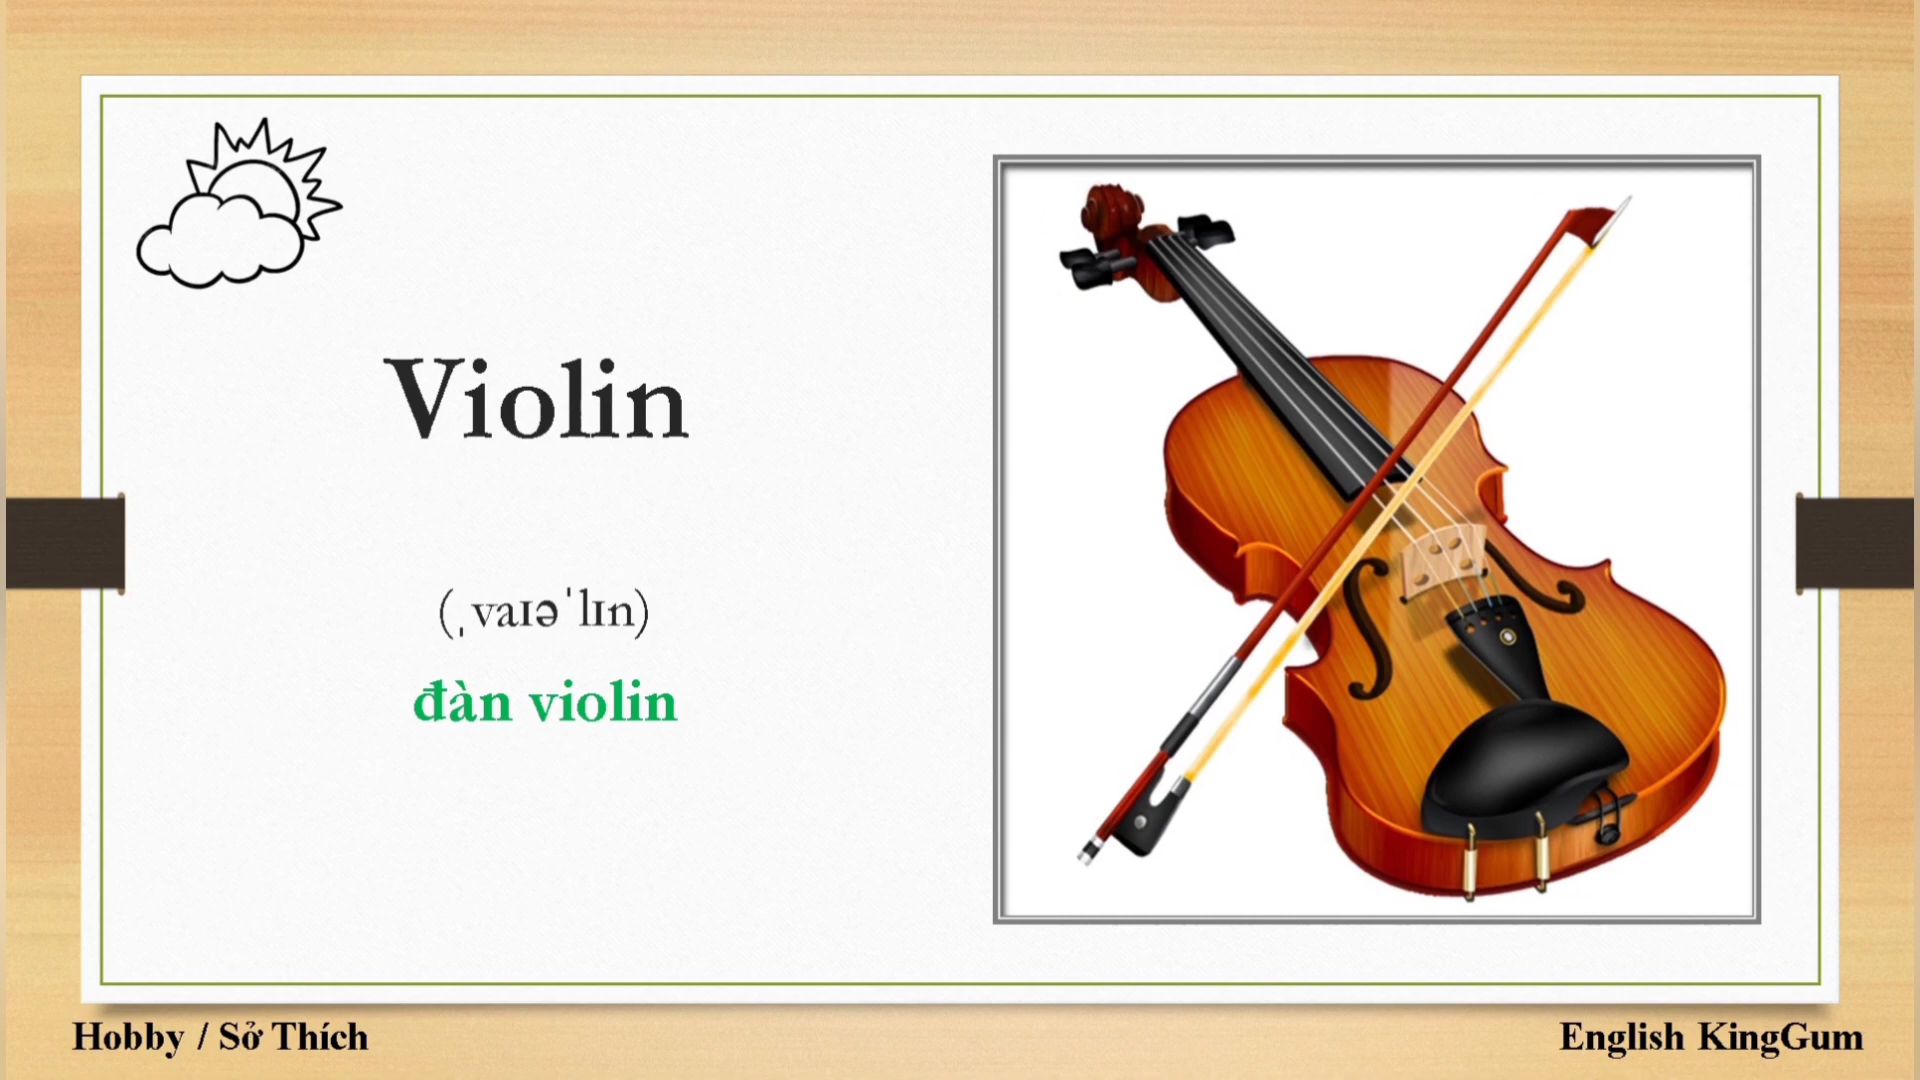 Violin
(ˌvaɪəˈlɪn)
đàn violin
Hobby / Sở Thích
English KingGum